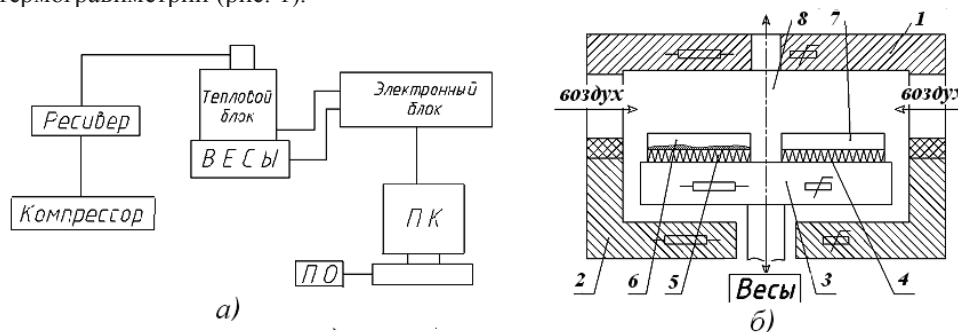 термогравиметрии (рис. 1).
Тепловой
блок
Электронный
блок
Ресивер
ВЕСЫ
Компрессор
ПК
ПО
а)
8
7
1
воздух
воздух
2
6
5
3
4
Весы
б)